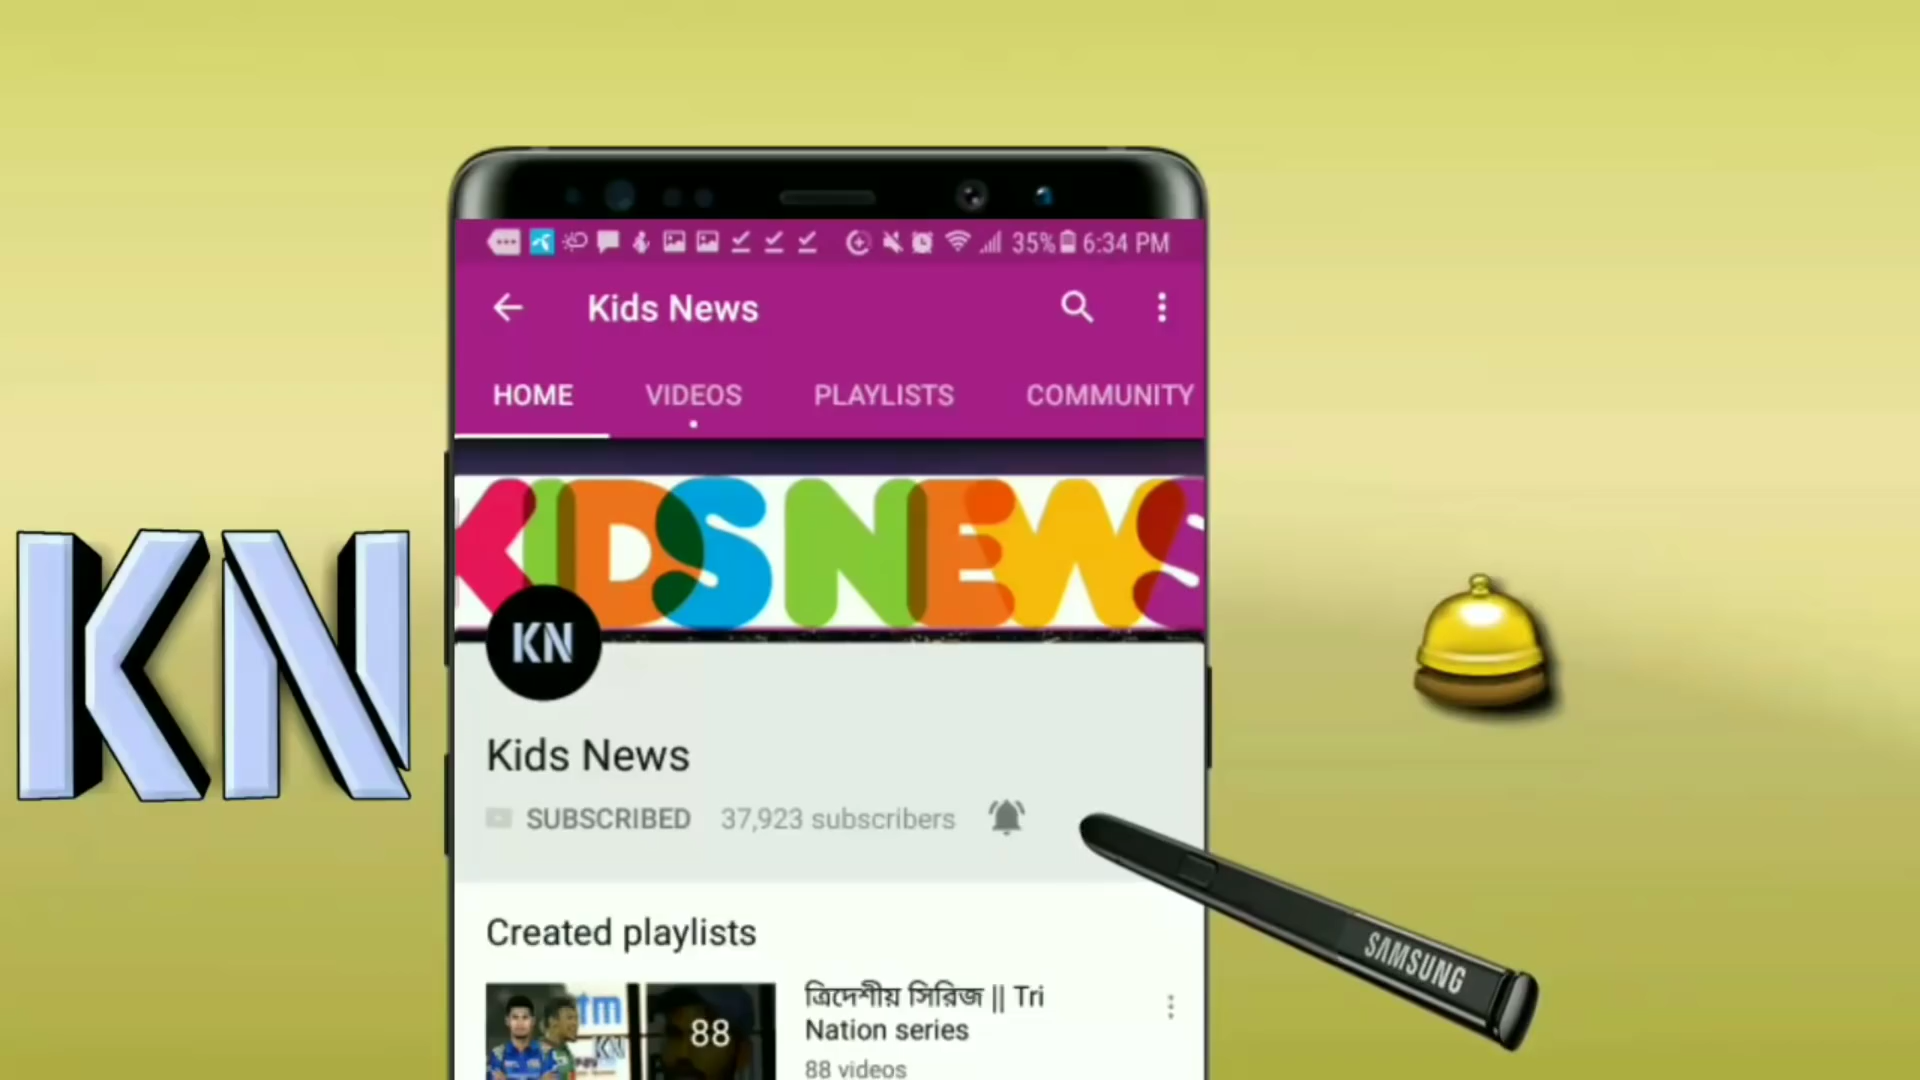 35% 6:34 PM
Kids News
HOME VIDEOS PLAYLISTS COMMUNITY
KIDS NEWS
KN
KN
Kids News
SUBSCRIBED 37,923 subscribers
SAMSUNG
Created playlists
ত্রিদেশীয় সিরিজ || Tri
Nation series
88
88 videos